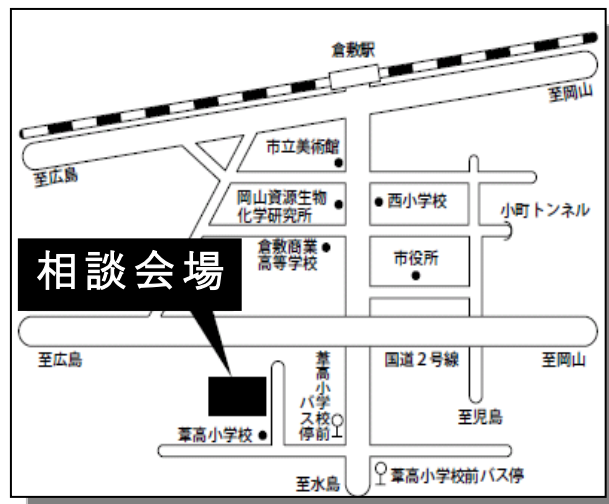 倉敷駅
至岡山
至広島
市立美術館
岡山資源生物
化学研究所
西小学校
小町トンネル
倉敷商業
高等学校
市役所
相談会場
至広島
国道2号線
至岡山
葦高小学校
バス停前
至児島
葦高小学校
至水島
葦高小学校前バス停